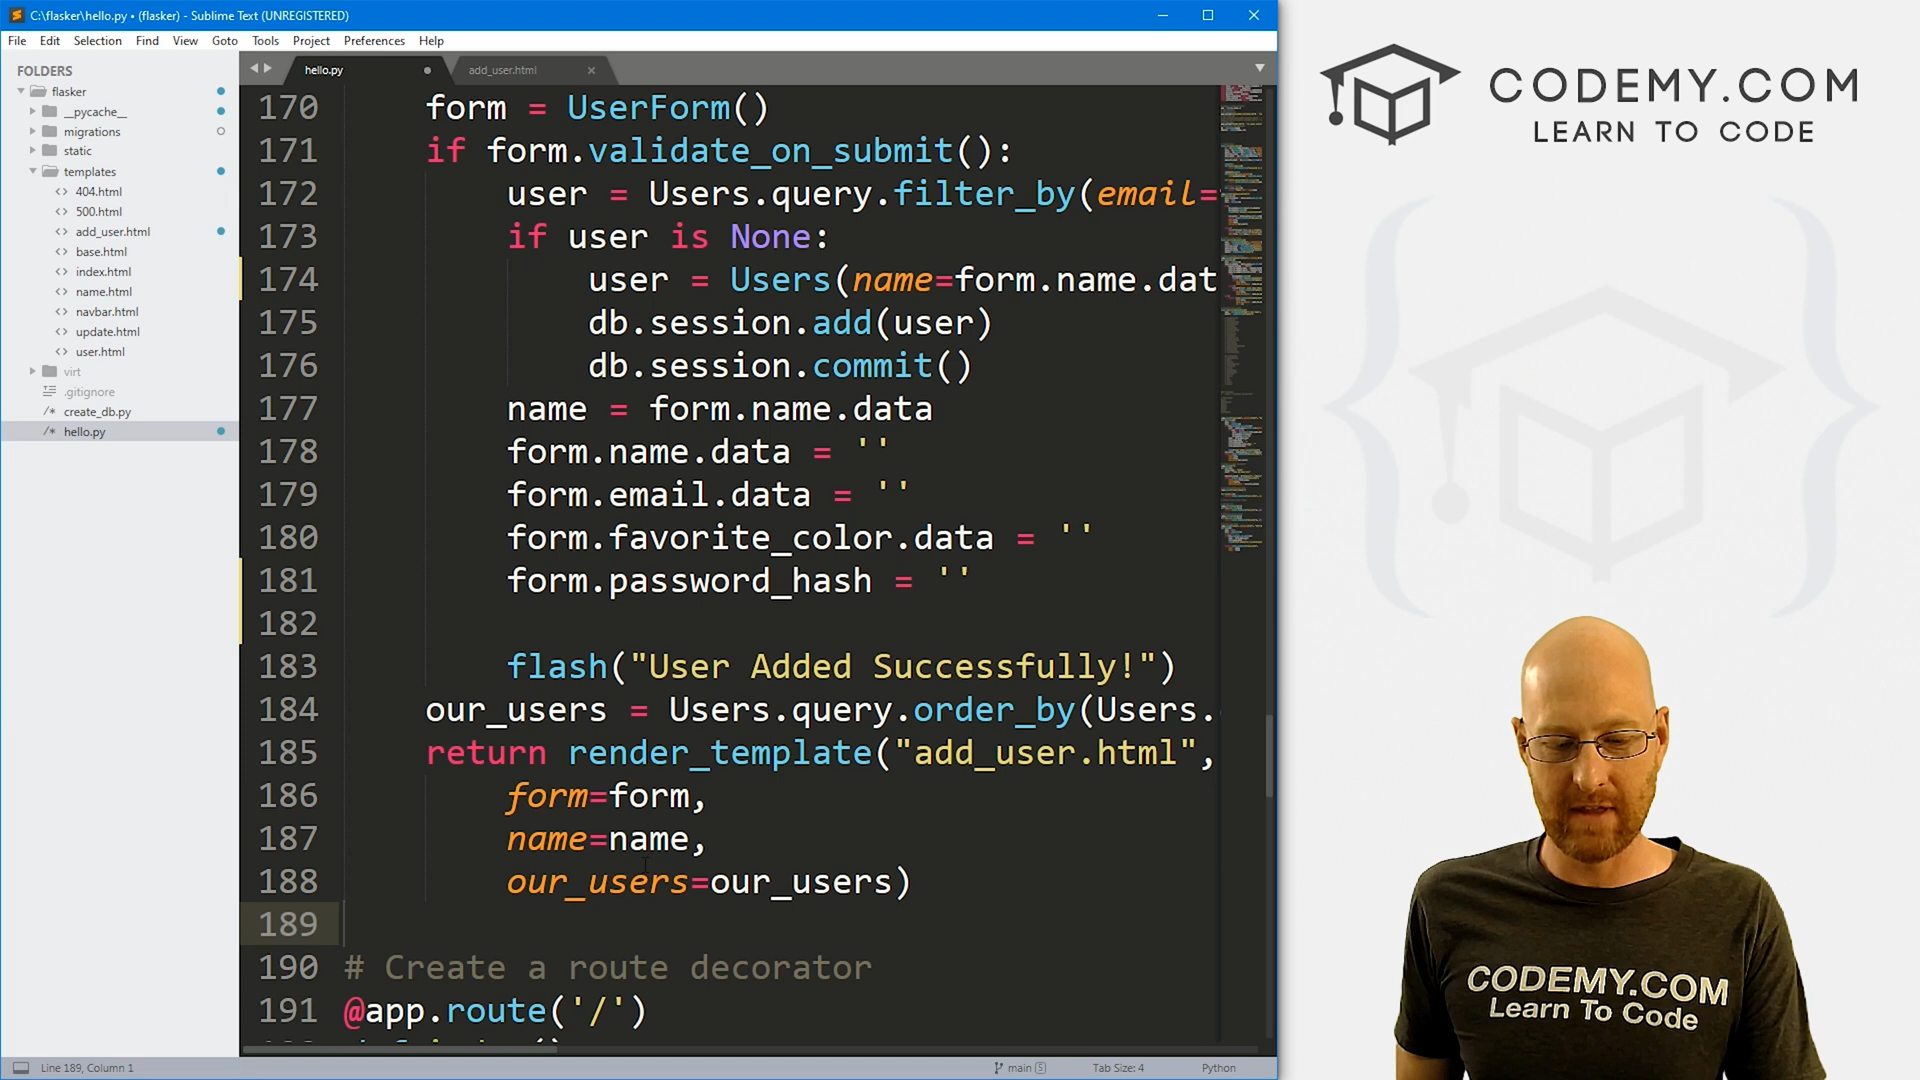 C:\flasker\hello.py • (flasker) - Sublime Text (UNREGISTERED)
File Edit Selection Find View Goto Tools Project Preferences Help
FOLDERS
flasker
__pycache__
migrations
static
templates
404.html
500.html
add_user.html
base.html
index.html
name.html
navbar.html
update.html
user.html
virt
.gitignore
create_db.py
hello.py
hello.py
add_user.html
170 form = UserForm()
171 if form.validate_on_submit():
172 user = Users.query.filter_by(email=
173 if user is None:
174 user = Users(name=form.name.dat
175 db.session.add(user)
176 db.session.commit()
177 name = form.name.data
178 form.name.data = ''
179 form.email.data = ''
180 form.favorite_color.data = ''
181 form.password_hash = ''
182
183 flash("User Added Successfully!")
184 our_users = Users.query.order_by(Users.
185 return render_template("add_user.html",
186 form=form,
187 name=name,
188 our_users=our_users)
189
190 # Create a route decorator
191 @app.route('/')
Line 189, Column 1
main 5
Tab Size: 4
Python
CODEMY.COM
LEARN TO CODE
CODEMY.COM
Learn To Code